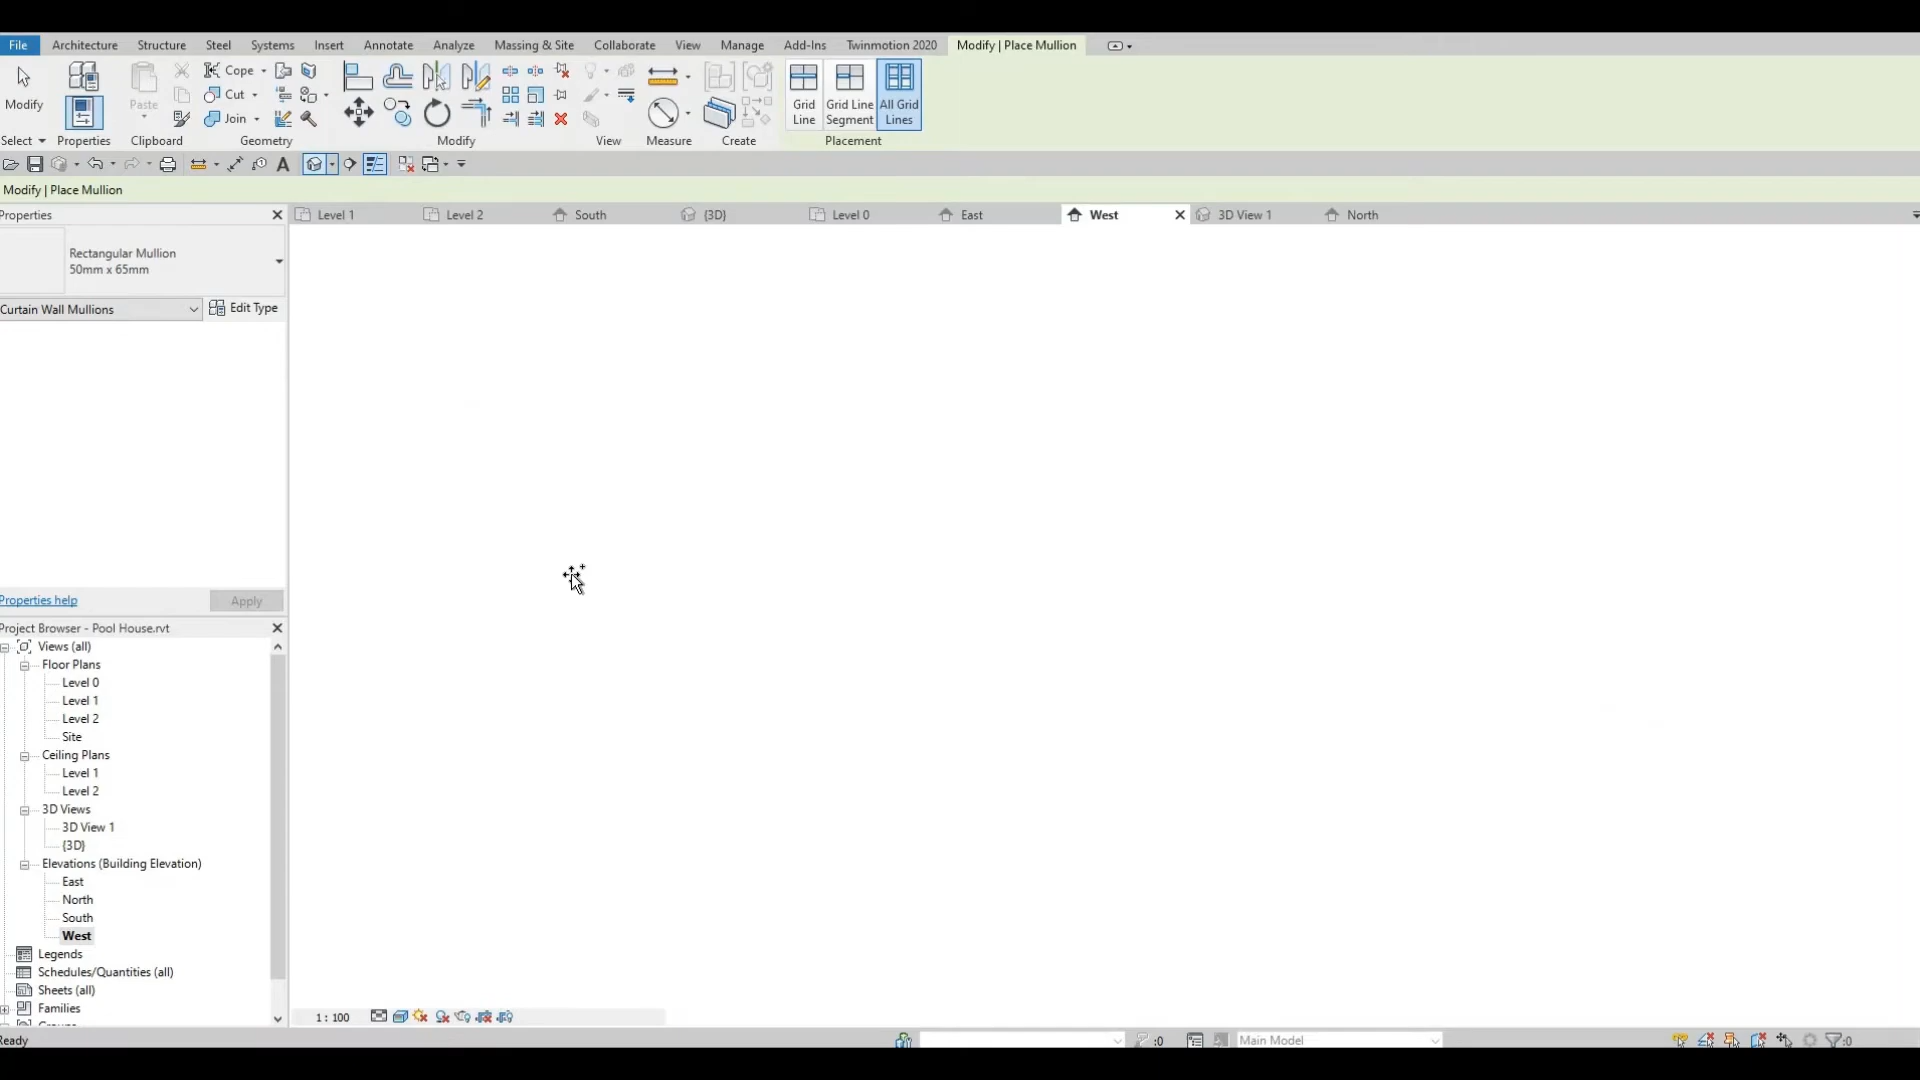 File Architecture Structure Steel Systems Insert Annotate Analyze Massing & Site Collaborate View Manage Add-Ins Twinmotion 2020 Modify | Place Mullion
Modify
Paste
Cope
Cut
Join
Grid Line
Grid Line Segment
All Grid Lines
Select Properties Clipboard Geometry Modify View Measure Create Placement
A
Modify | Place Mullion
Properties
Level 1 Level 2 South {3D} Level 0 East West 3D View 1 North
Rectangular Mullion
50mm x 65mm
Curtain Wall Mullions Edit Type
Properties help Apply
Project Browser - Pool House.rvt
Views (all)
Floor Plans
Level 0
Level 1
Level 2
Site
Ceiling Plans
Level 1
Level 2
3D Views
3D View 1
{3D}
Elevations (Building Elevation)
East
North
South
West
Legends
Schedules/Quantities (all)
Sheets (all)
Families
1 : 100
Ready :0 Main Model :0